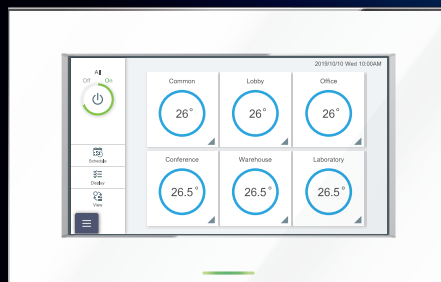 2019/10/10 Wed 10:00AM
All
Off On
Schedule
Display
View
Common
Lobby
Office
26°
26°
26°
Conference
Warehouse
Laboratory
26.5°
26.5°
26.5°